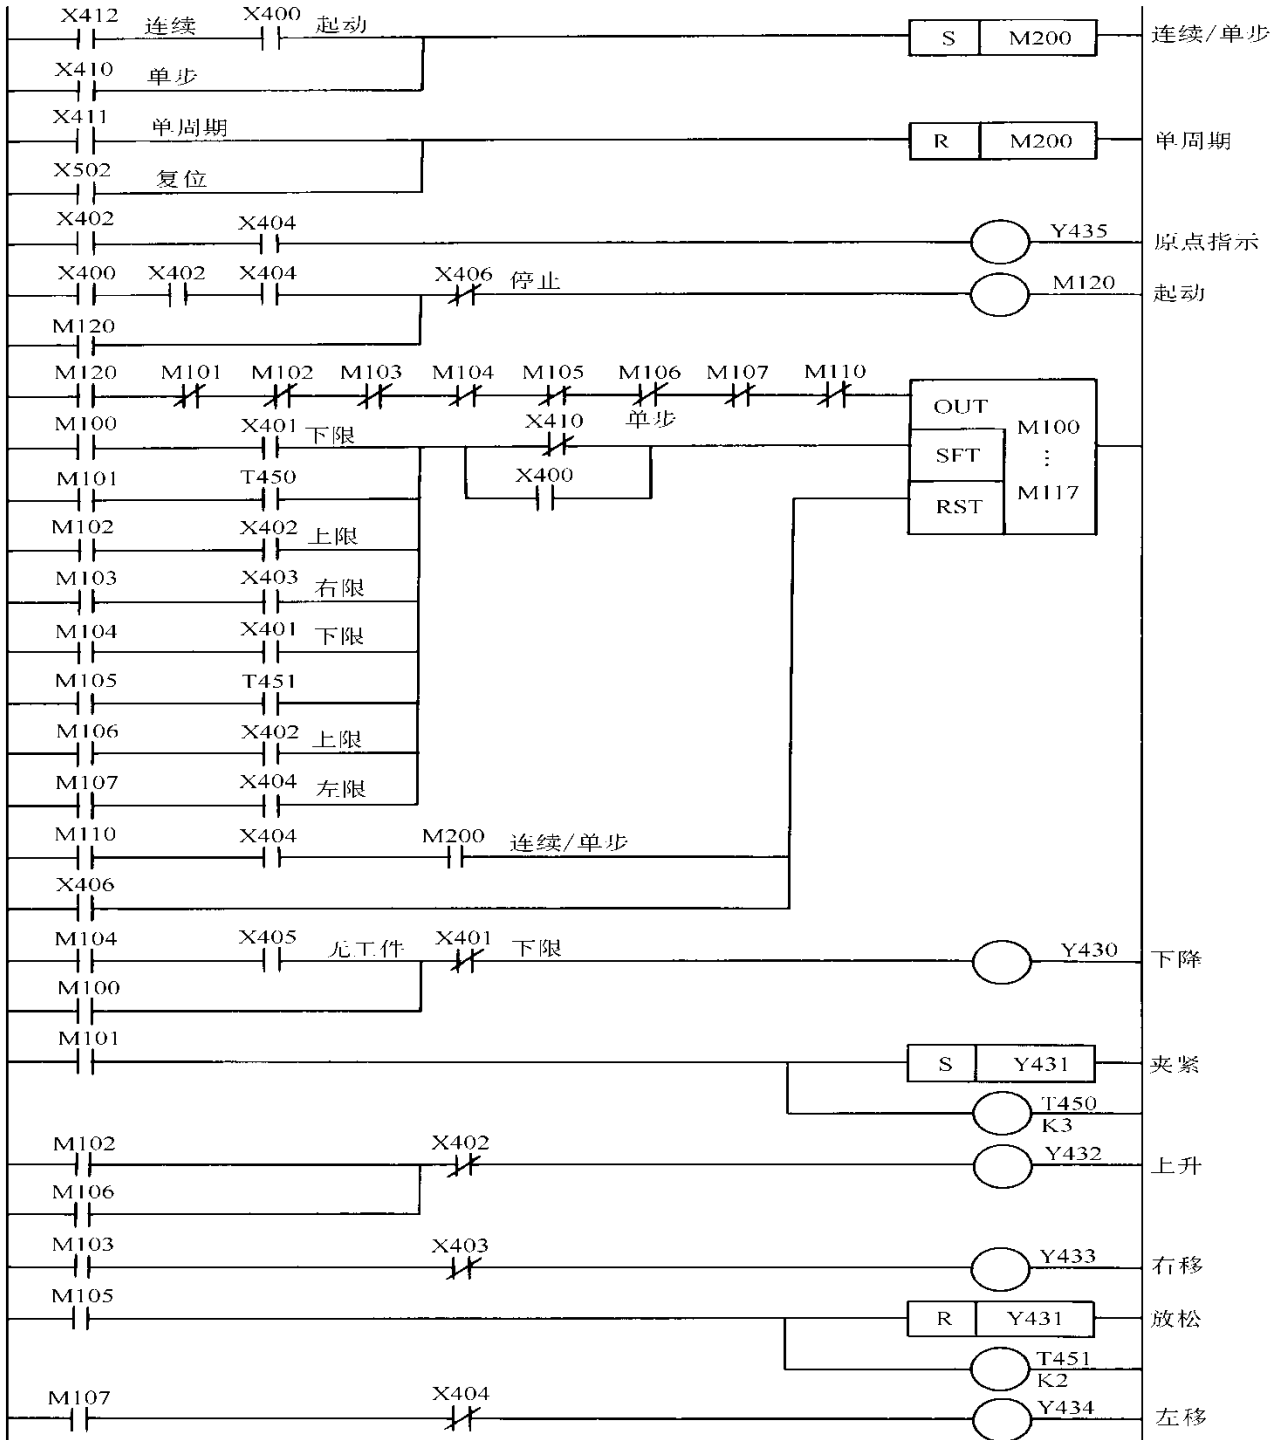 X412 连续 X400 起动 S M200 连续/单步
X410 单步
X411 单周期 R M200 单周期
X502 复位
X402 X404 Y435 原点指示
X400 X402 X404 X406 停止 M120 起动
M120
M120 M101 M102 M103 M104 M105 M106 M107 M110 OUT
M100 X401 下限 X410 单步 M100
⋮
SFT
M101 T450 X400 M117
RST
M102 X402 上限
M103 X403 右限
M104 X401 下限
M105 T451
M106 X402 上限
M107 X404 左限
M110 X404 M200 连续/单步
X406
M104 X405 无工件 X401 下限 Y430 下降
M100
M101 S Y431 夹紧
T450
K3
M102 X402 Y432 上升
M106
M103 X403 Y433 右移
M105 R Y431 放松
T451
K2
M107 X404 Y434 左移